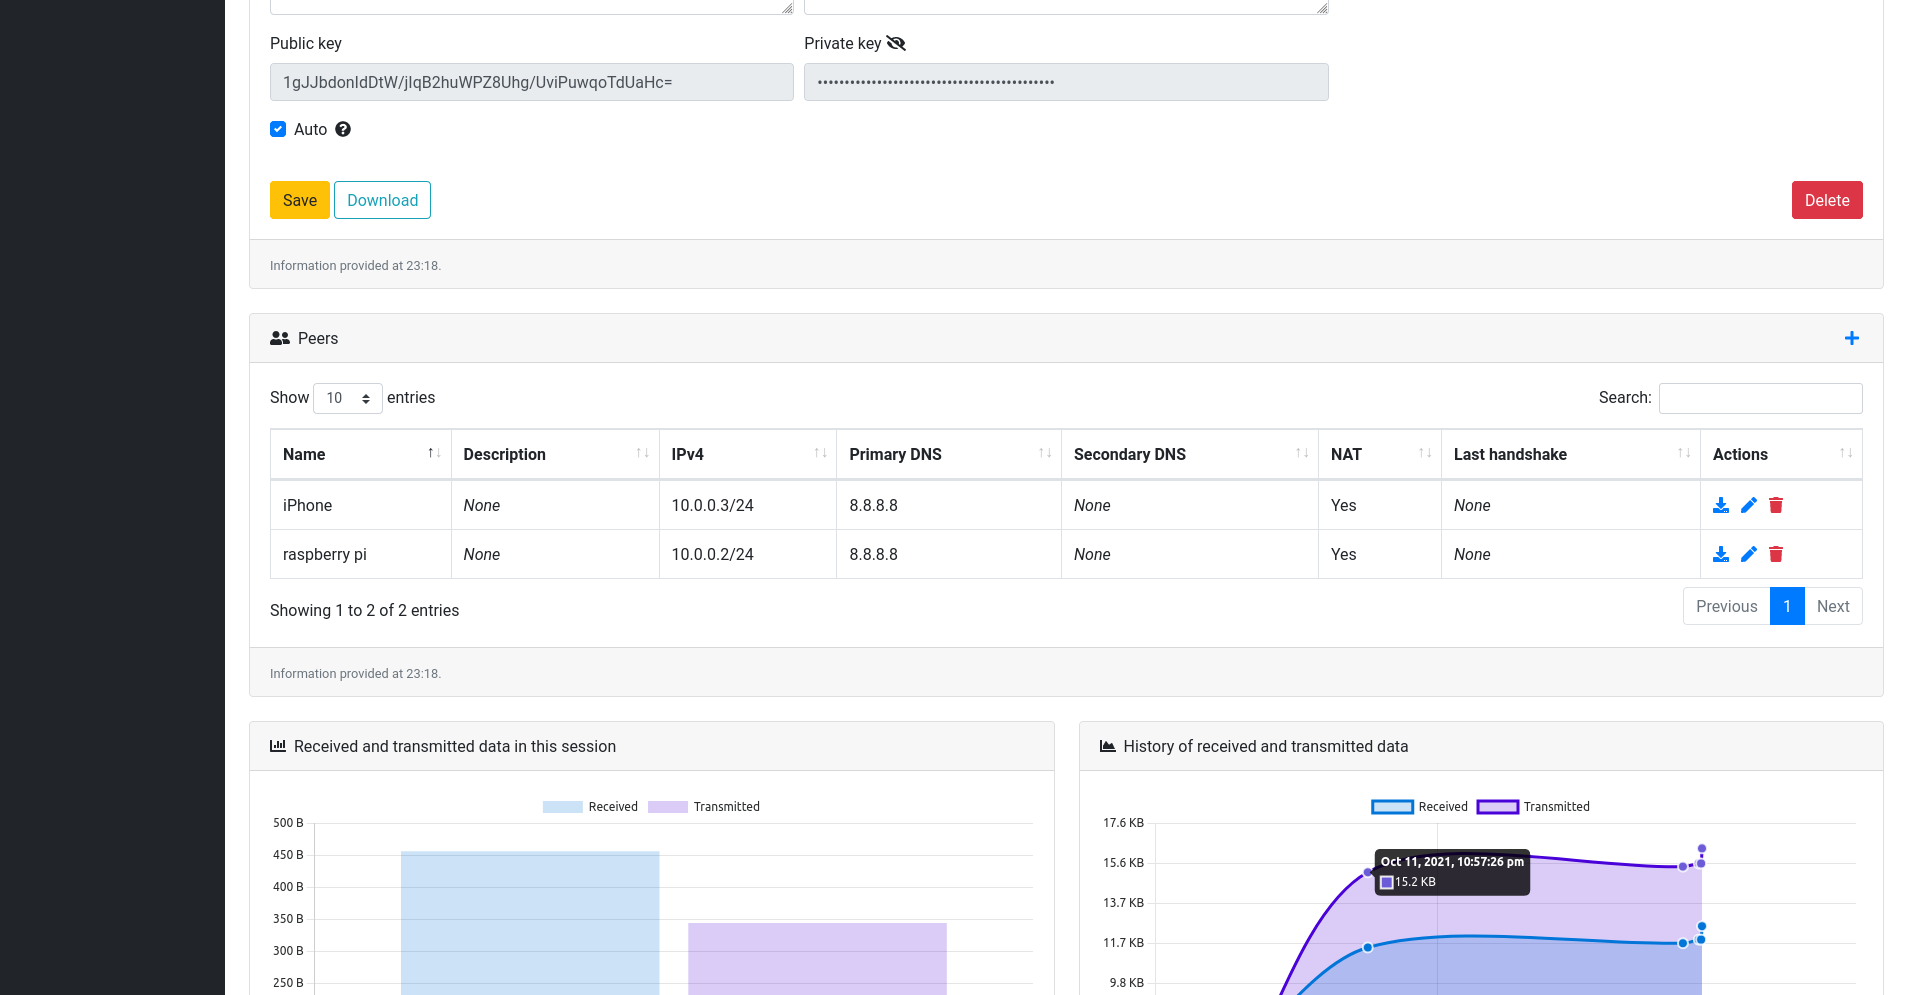 Public key
Private key
1gJJbdonIdDtW/jIqB2huWPZ8Uhg/UviPuwqoTdUaHc=
••••••••••••••••••••••••••••••••••••••••••••
Auto
Save Download Delete
Information provided at 23:18.
Peers
Show 10 entries Search:
Name Description IPv4 Primary DNS Secondary DNS NAT Last handshake Actions
iPhone None 10.0.0.3/24 8.8.8.8 None Yes None
raspberry pi None 10.0.0.2/24 8.8.8.8 None Yes None
Showing 1 to 2 of 2 entries Previous 1 Next
Information provided at 23:18.
Received and transmitted data in this session
Received Transmitted
500 B
450 B
400 B
350 B
300 B
250 B
History of received and transmitted data
Received Transmitted
17.6 KB
15.6 KB
13.7 KB
11.7 KB
9.8 KB
Oct 11, 2021, 10:57:26 pm
15.2 KB